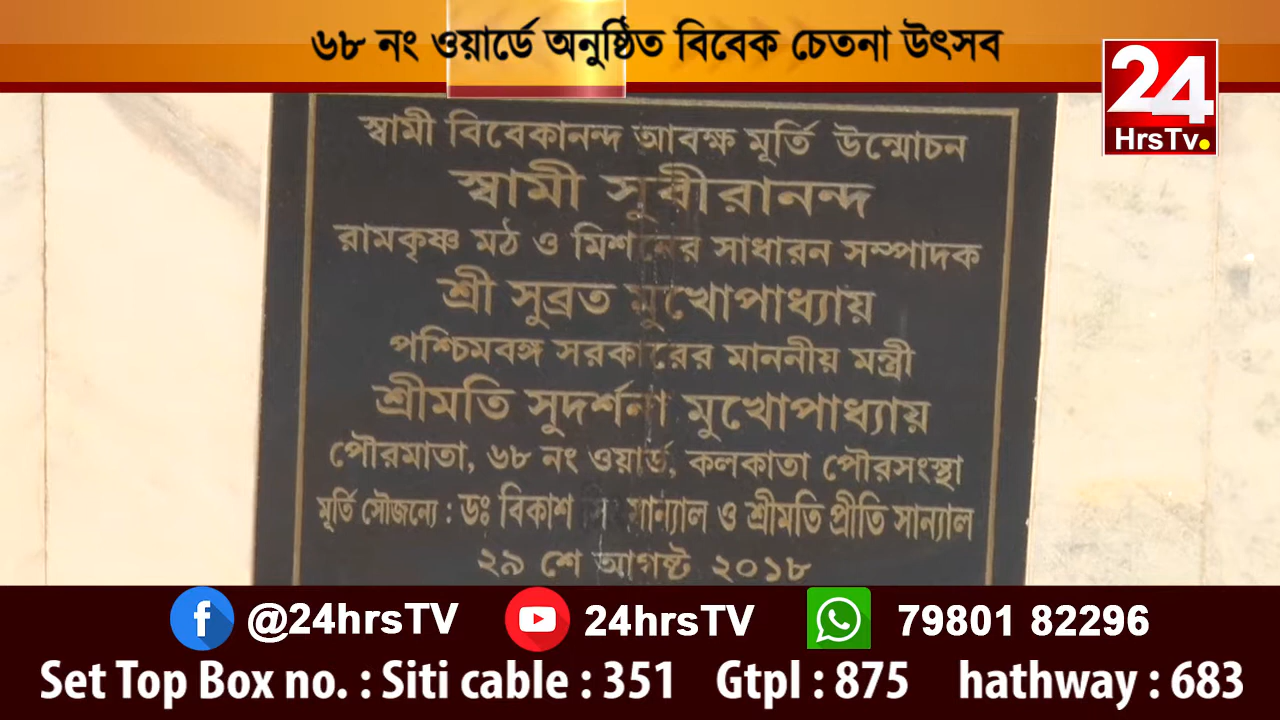 ৬৮ নং ওয়ার্ডে অনুষ্ঠিত বিবেক চেতনা উৎসব
24
HrsTv.
স্বামী বিবেকানন্দ আবক্ষ মূর্তি উন্মোচন
স্বামী সুবীরানন্দ
রামকৃষ্ণ মঠ ও মিশনের সাধারন সম্পাদক
শ্রী সুব্রত মুখোপাধ্যায়
পশ্চিমবঙ্গ সরকারের মাননীয় মন্ত্রী
শ্রীমতি সুদর্শনা মুখোপাধ্যায়
পৌরমাতা, ৬৮ নং ওয়ার্ড, কলকাতা পৌরসংস্থা
মূর্তি সৌজন্যে : ডঃ বিকাশ সান্যাল ও শ্রীমতি প্রীতি সান্যাল
২৯ শে আগষ্ট ২০১৮
@24hrsTV 24hrsTV 79801 82296
Set Top Box no. : Siti cable : 351 Gtpl : 875 hathway : 683